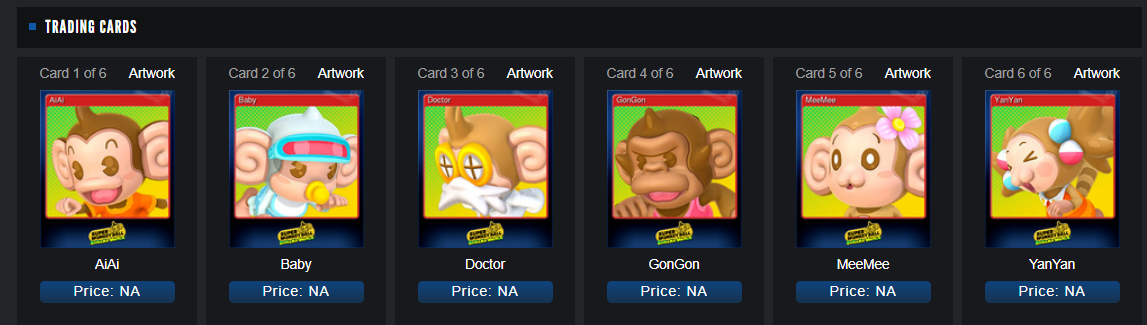 TRADING CARDS
Card 1 of 6 Artwork
AiAi
SUPER
MONKEY BALL
AiAi
Price: NA
Card 2 of 6 Artwork
Baby
SUPER
MONKEY BALL
Baby
Price: NA
Card 3 of 6 Artwork
Doctor
SUPER
MONKEY BALL
Doctor
Price: NA
Card 4 of 6 Artwork
GonGon
SUPER
MONKEY BALL
GonGon
Price: NA
Card 5 of 6 Artwork
MeeMee
SUPER
MONKEY BALL
MeeMee
Price: NA
Card 6 of 6 Artwork
YanYan
SUPER
MONKEY BALL
YanYan
Price: NA